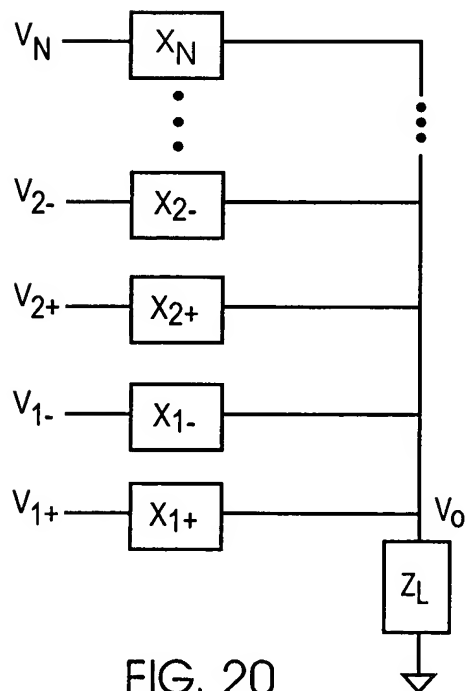 V_N X_N
V_2- X_2-
V_2+ X_2+
V_1- X_1-
V_1+ X_1+ V_o
Z_L
FIG. 20